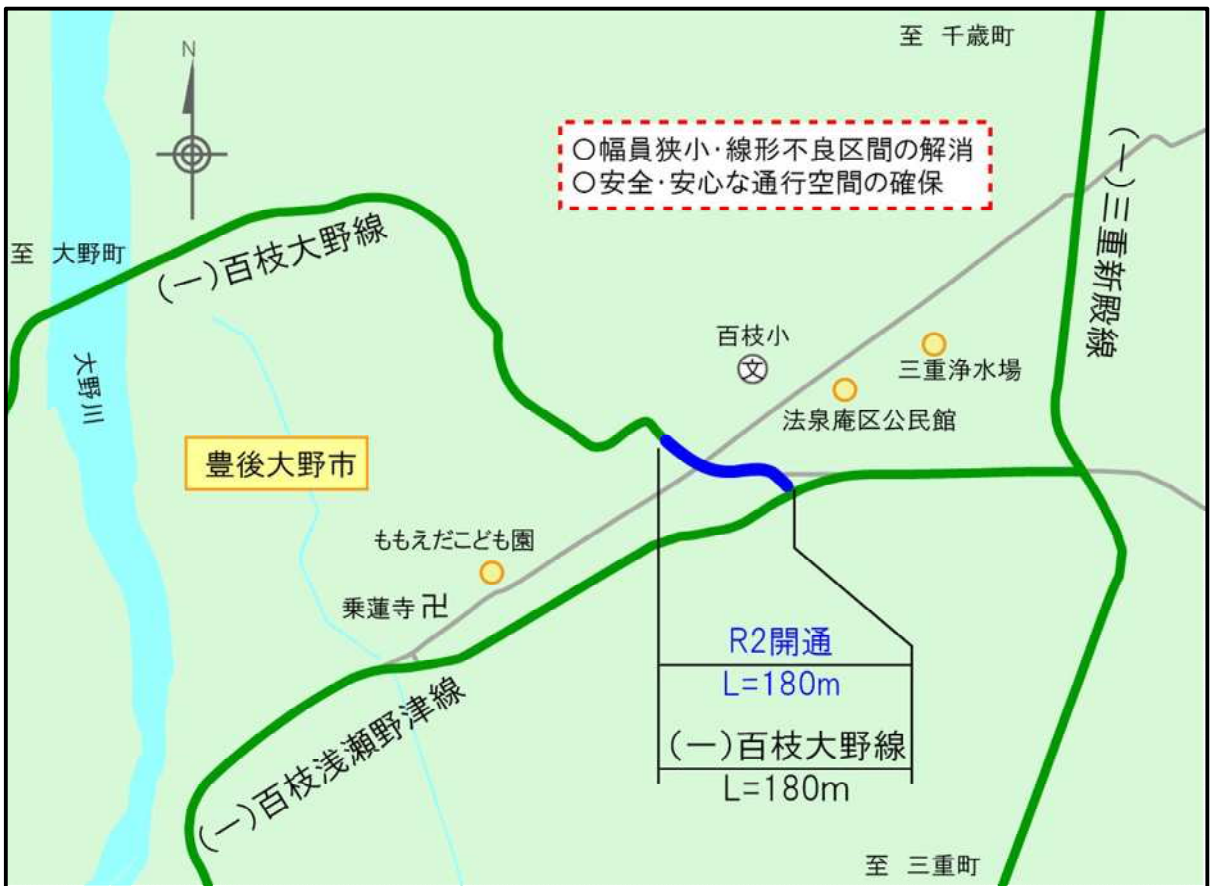 至 千歳町
N
○幅員狭小・線形不良区間の解消
○安全・安心な通行空間の確保
(一)三重新殿線
至 大野町
(一)百枝大野線
大野川
百枝小
文
三重浄水場
法泉庵区公民館
豊後大野市
ももえだこども園
乗蓮寺卍
R2開通
L=180m
(一)百枝大野線
L=180m
(一)百枝浅瀬野津線
至 三重町